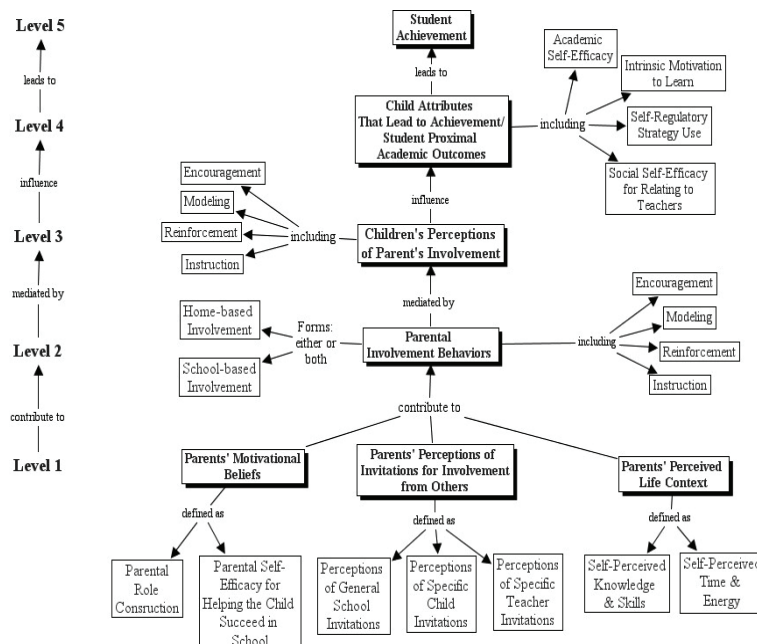 Level 5
leads to
Level 4
influence
Level 3
mediated by
Level 2
contribute to
Level 1
Student
Achievement
leads to
Child Attributes
That Lead to Achievement/
Student Proximal
Academic Outcomes
including
Academic
Self-Efficacy
Intrinsic Motivation
to Learn
Self-Regulatory
Strategy Use
Social Self-Efficacy
for Relating to
Teachers
influence
Children's Perceptions
of Parent's Involvement
including
Encouragement
Modeling
Reinforcement
Instruction
mediated by
Parental
Involvement Behaviors
Forms:
either or
both
Home-based
Involvement
School-based
Involvement
including
Encouragement
Modeling
Reinforcement
Instruction
contribute to
Parents' Motivational
Beliefs
defined as
Parental
Role
Consruction
Parental Self-
Efficacy for
Helping the Child
Succeed in
School
Parents' Perceptions of
Invitations for Involvement
from Others
defined as
Perceptions
of General
School
Invitations
Perceptions
of Specific
Child
Invitations
Perceptions
of Specific
Teacher
Invitations
Parents' Perceived
Life Context
defined as
Self-Perceived
Knowledge
& Skills
Self-Perceived
Time &
Energy